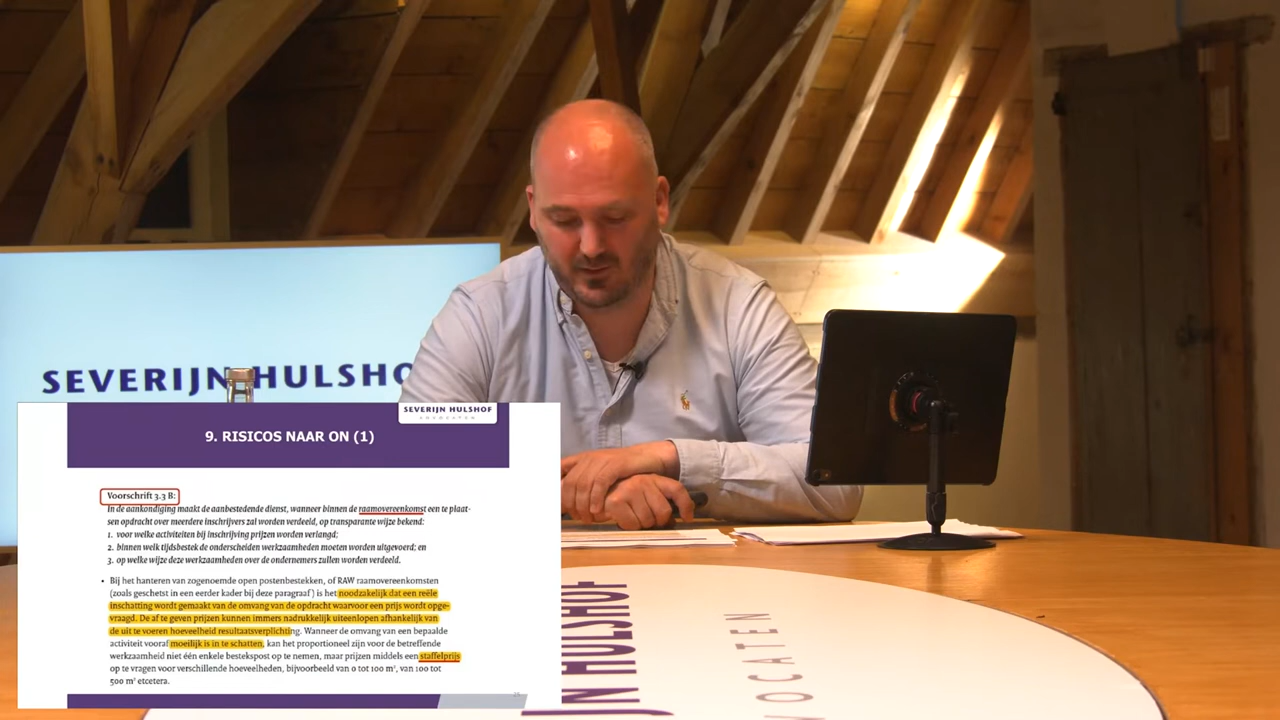 SEVERIJN HULSHO
SEVERIJN HULSHOF
ADVOCATEN
9. RISICOS NAAR ON (1)
Voorschrift 3.3 B:
In de aankondiging maakt de aanbestedende dienst, wanneer binnen de raamovereenkomst een te plaat-
sen opdracht over meerdere inschrijvers zal worden verdeeld, op transparante wijze bekend:
1. voor welke activiteiten bij inschrijving prijzen worden verlangd;
2. binnen welk tijdsbestek de onderscheiden werkzaamheden moeten worden uitgevoerd; en
3. op welke wijze deze werkzaamheden over de ondernemers zullen worden verdeeld.
• Bij het hanteren van zogenoemde open postenbestekken, of RAW raamovereenkomsten
(zoals geschetst in een eerder kader bij deze paragraaf) is het noodzakelijk dat een reële
inschatting wordt gemaakt van de omvang van de opdracht waarvoor een prijs wordt opge-
vraagd. De af te geven prijzen kunnen immers nadrukkelijk uiteenlopen afhankelijk van
de uit te voeren hoeveelheid resultaatsverplichting. Wanneer de omvang van een bepaalde
activiteit vooraf moeilijk is in te schatten, kan het proportioneel zijn voor de betreffende
werkzaamheid niet één enkele bestekspost op te nemen, maar prijzen middels een staffelprijs
op te vragen voor verschillende hoeveelheden, bijvoorbeeld van 0 tot 100 m², van 100 tot
500 m² etcetera.
JN HULSHOF
VOCATEN